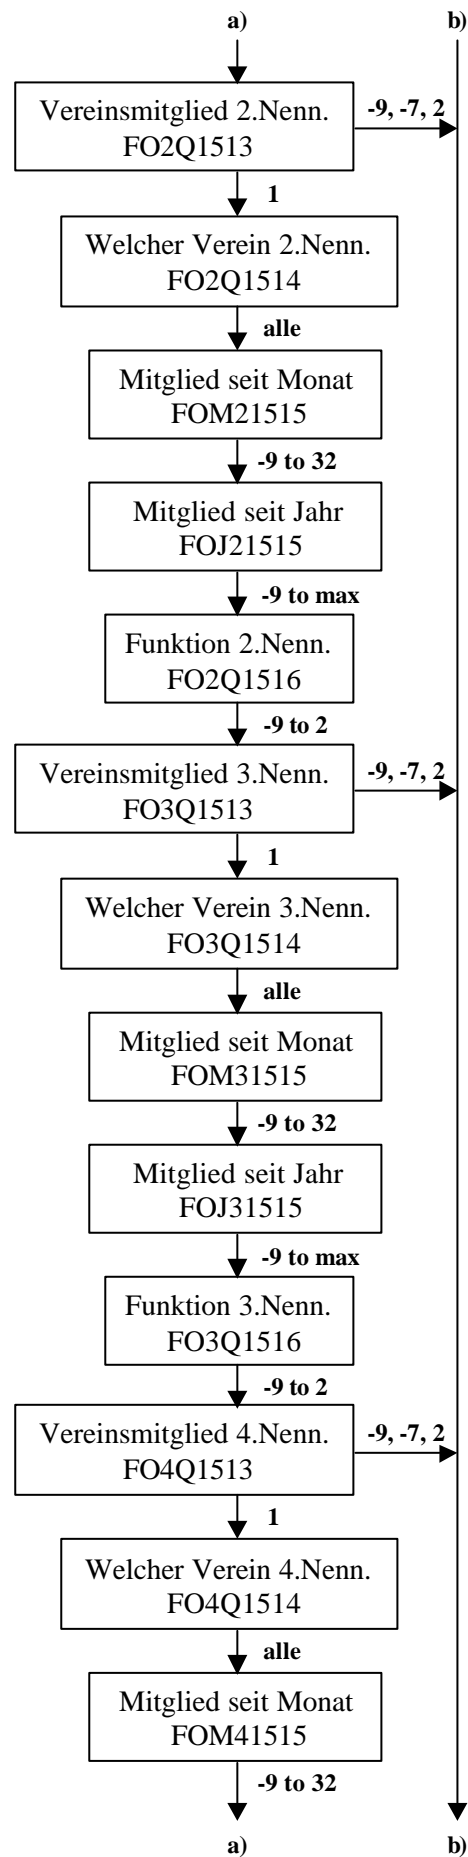 a) b)
Vereinsmitglied 2.Nenn. -9, -7, 2
FO2Q1513
1
Welcher Verein 2.Nenn.
FO2Q1514
alle
Mitglied seit Monat
FOM21515
-9 to 32
Mitglied seit Jahr
FOJ21515
-9 to max
Funktion 2.Nenn.
FO2Q1516
-9 to 2
Vereinsmitglied 3.Nenn. -9, -7, 2
FO3Q1513
1
Welcher Verein 3.Nenn.
FO3Q1514
alle
Mitglied seit Monat
FOM31515
-9 to 32
Mitglied seit Jahr
FOJ31515
-9 to max
Funktion 3.Nenn.
FO3Q1516
-9 to 2
Vereinsmitglied 4.Nenn. -9, -7, 2
FO4Q1513
1
Welcher Verein 4.Nenn.
FO4Q1514
alle
Mitglied seit Monat
FOM41515
-9 to 32
a) b)